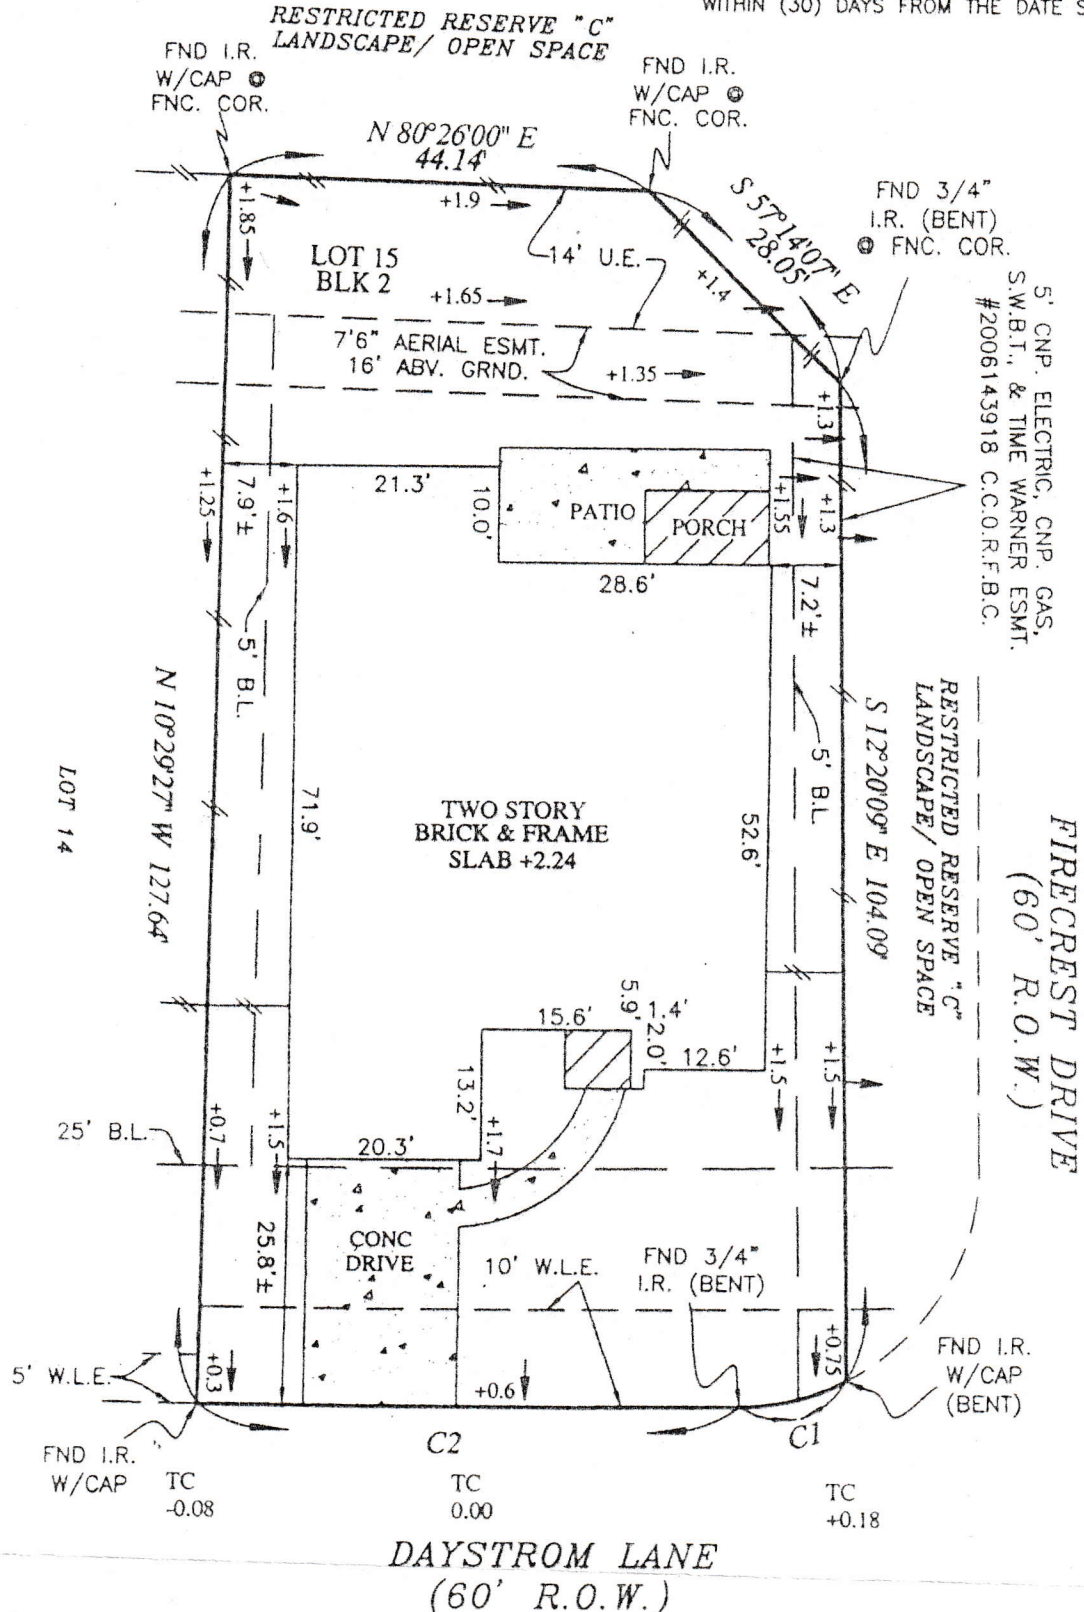 WITHIN (30) DAYS FROM THE DATE S
RESTRICTED RESERVE "C"
LANDSCAPE/ OPEN SPACE
FND I.R.
W/CAP @
FNC. COR.
FND I.R.
W/CAP @
FNC. COR.
N 80°26'00" E
44.14'
S 57°14'07" E
28.05'
FND 3/4"
I.R. (BENT)
@ FNC. COR.
+1.85
+1.9
LOT 15
BLK 2
14' U.E.
+1.4
+1.65
7'6" AERIAL ESMT.
16' ABV. GRND.
+1.35
+1.3
5' CNP. ELECTRIC, CNP. GAS,
S.W.B.T., & TIME WARNER ESMT.
#2006143918 C.C.O.R.F.B.C.
+1.25
7.9'±
+1.6
21.3'
10.0'
PATIO
PORCH
+1.55
+1.3
28.6'
7.2'±
5' B.L.
5' B.L.
N 10°29'27" W 127.64'
LOT 14
71.9'
TWO STORY
BRICK & FRAME
SLAB +2.24
52.6'
S 12°20'09" E 104.09'
RESTRICTED RESERVE "C"
LANDSCAPE/ OPEN SPACE
FIRECREST DRIVE
(60' R.O.W.)
15.6'
5.9'
1.4'
2.0'
12.6'
13.2'
+1.5
+1.5
25' B.L.
+0.7
+1.5
20.3'
+1.7
25.8'±
CONC
DRIVE
10' W.L.E.
FND 3/4"
I.R. (BENT)
+0.75
FND I.R.
W/CAP
(BENT)
5' W.L.E.
+0.3
+0.6
FND I.R.
W/CAP
C2
C1
TC
-0.08
TC
0.00
TC
+0.18
DAYSTROM LANE
(60' R.O.W.)